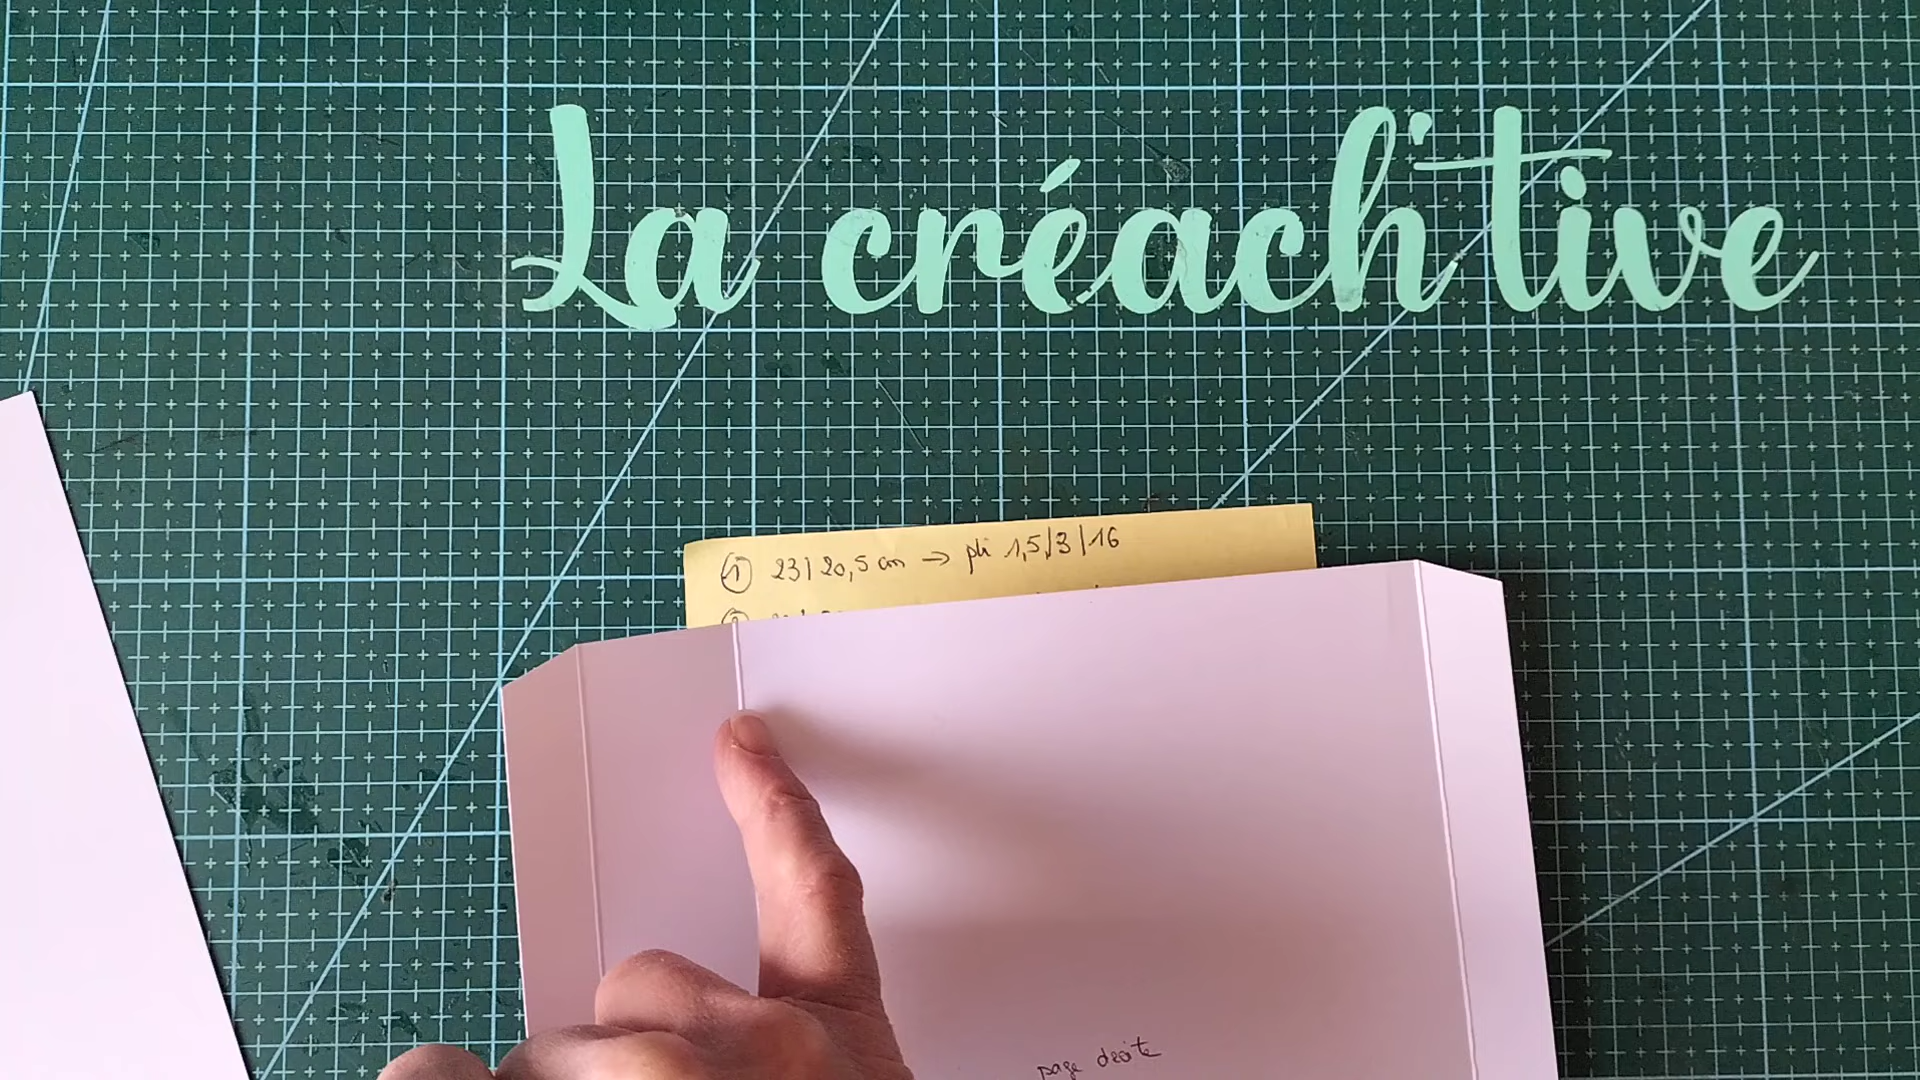 La créach'tive
① 23/20,5 cm → pli 1,5/3/16
page droite